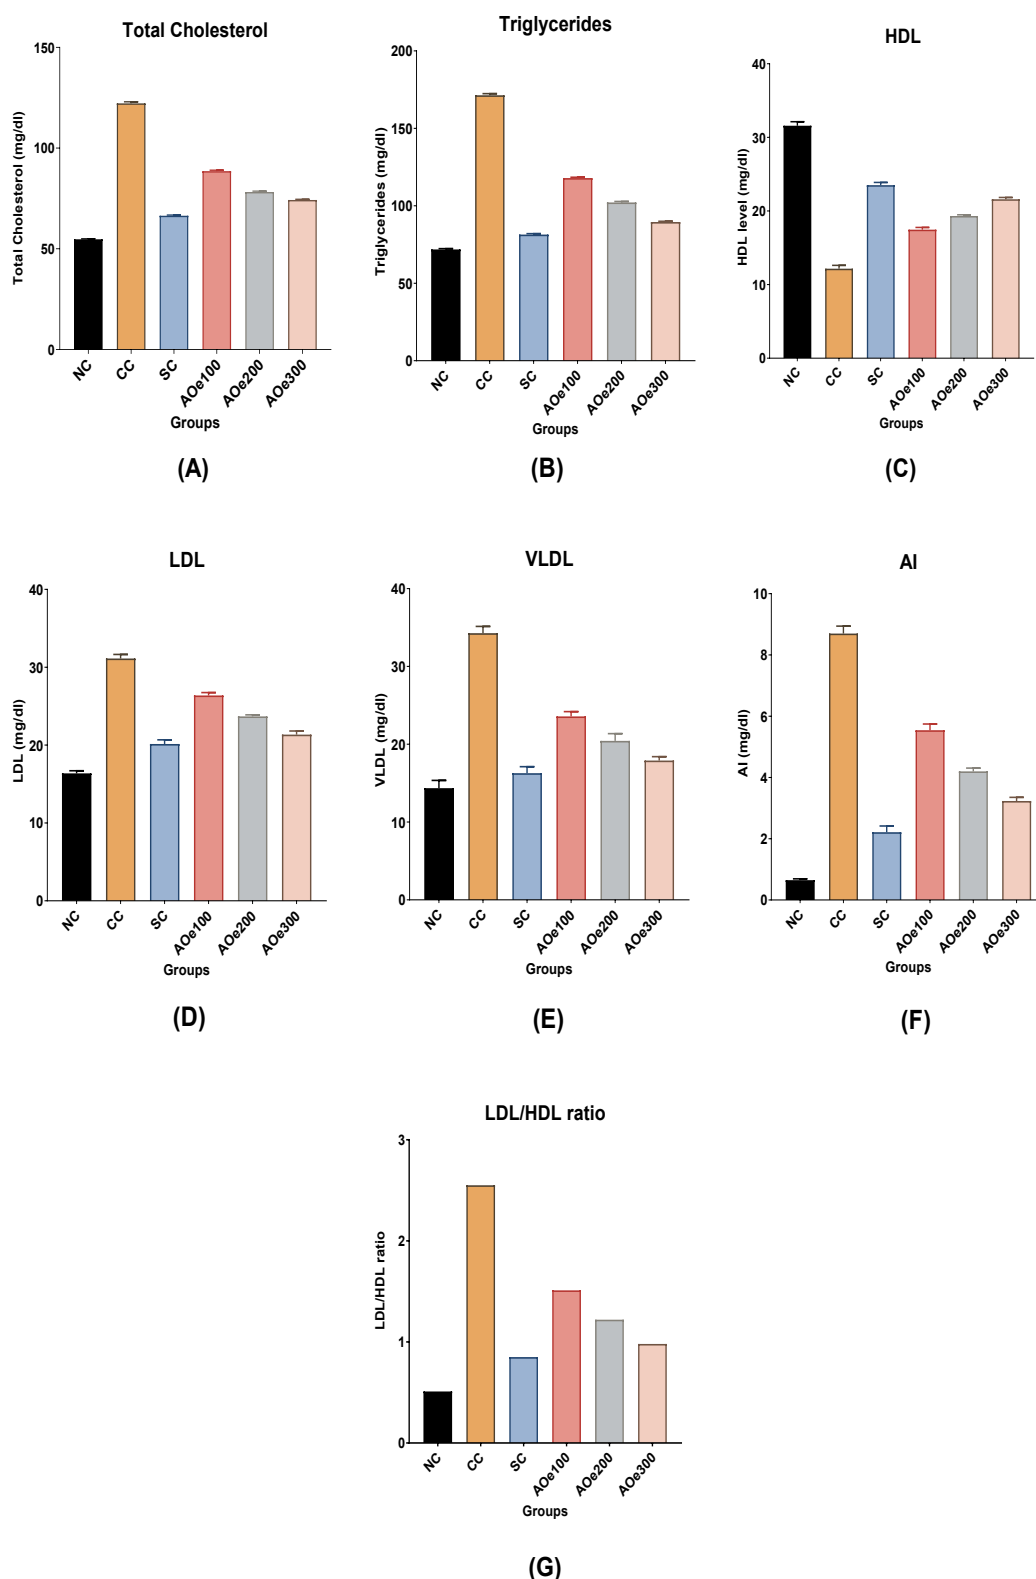 Total Cholesterol
Total Cholesterol (mg/dl)
150
100
50
0
NC
CC
SC
AOe100
AOe200
AOe300
Groups
(A)
Triglycerides
Triglycerides (mg/dl)
200
150
100
50
0
NC
CC
SC
AOe100
AOe200
AOe300
Groups
(B)
HDL
HDL level (mg/dl)
40
30
20
10
0
NC
CC
SC
AOe100
AOe200
AOe300
Groups
(C)
LDL
LDL (mg/dl)
40
30
20
10
0
NC
CC
SC
AOe100
AOe200
AOe300
Groups
(D)
VLDL
VLDL (mg/dl)
40
30
20
10
0
NC
CC
SC
AOe100
AOe200
AOe300
Groups
(E)
AI
AI (mg/dl)
10
8
6
4
2
0
NC
CC
SC
AOe100
AOe200
AOe300
Groups
(F)
LDL/HDL ratio
LDL/HDL ratio
3
2
1
0
NC
CC
SC
AOe100
AOe200
AOe300
Groups
(G)